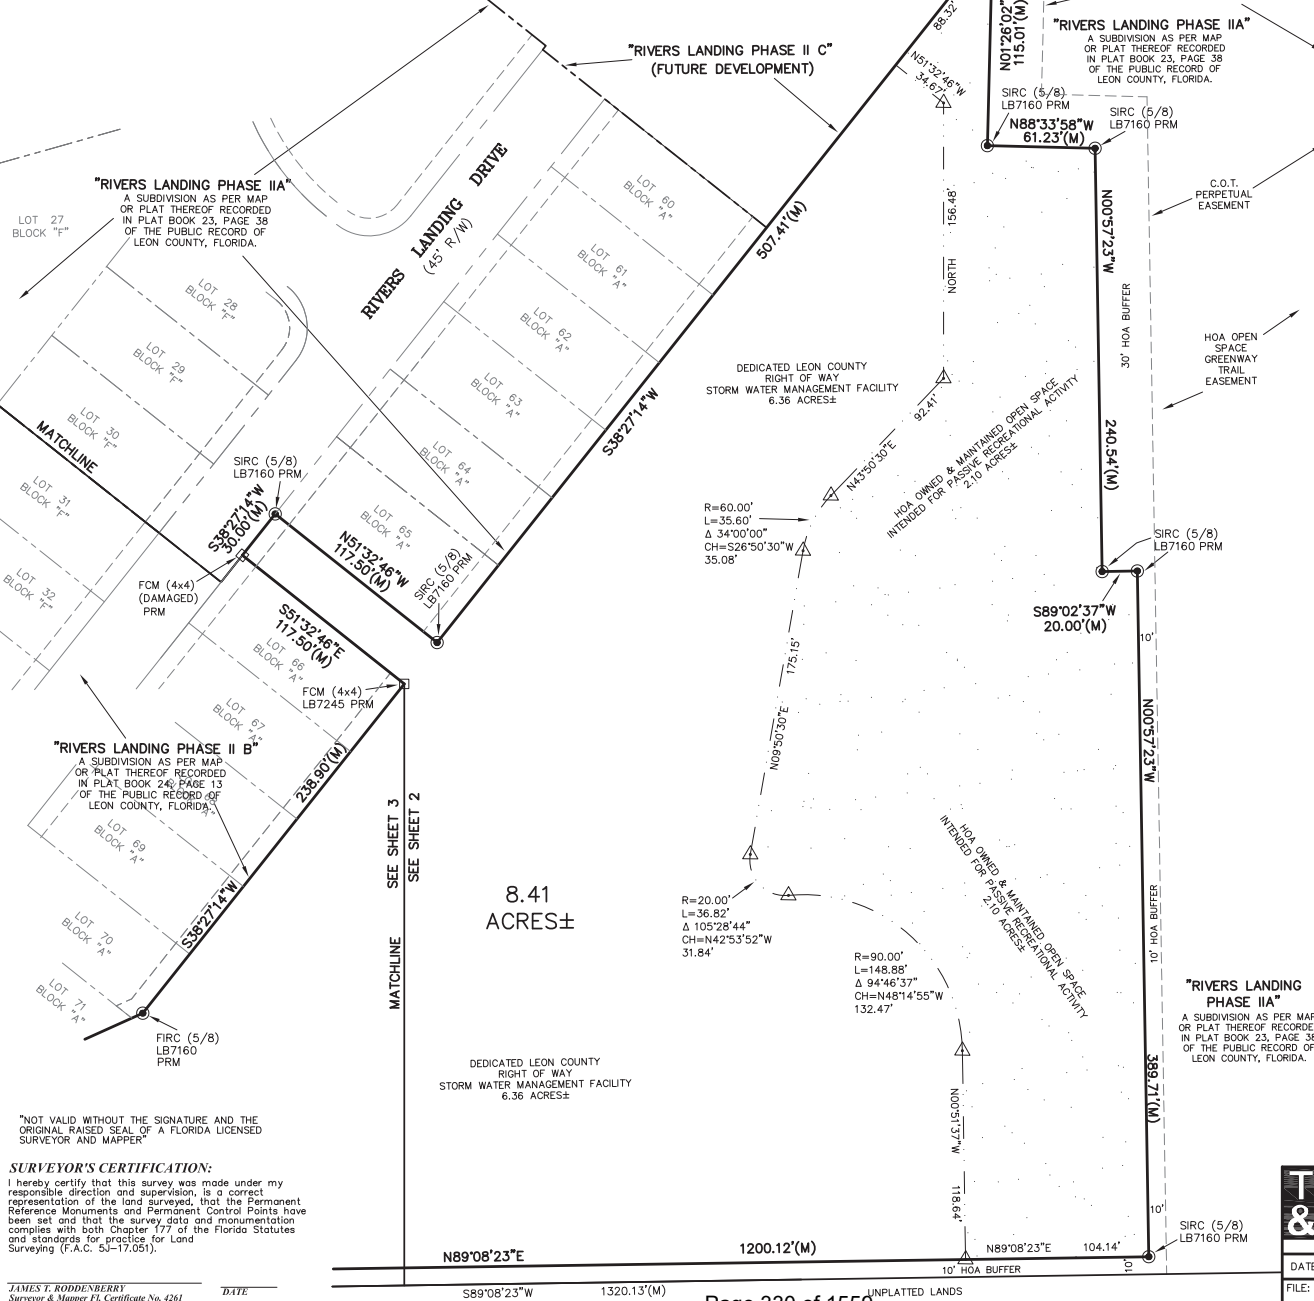 "RIVERS LANDING PHASE II C"
(FUTURE DEVELOPMENT)
88.32'
N51°32'46"W
34.67'
N01°26'02"
115.01'(M)
"RIVERS LANDING PHASE IIA"
A SUBDIVISION AS PER MAP
OR PLAT THEREOF RECORDED
IN PLAT BOOK 23, PAGE 38
OF THE PUBLIC RECORD OF
LEON COUNTY, FLORIDA.
SIRC (5/8)
LB7160 PRM
SIRC (5/8)
LB7160 PRM
N88°33'58"W
61.23'(M)
"RIVERS LANDING PHASE IIA"
A SUBDIVISION AS PER MAP
OR PLAT THEREOF RECORDED
IN PLAT BOOK 23, PAGE 38
OF THE PUBLIC RECORD OF
LEON COUNTY, FLORIDA.
LOT 27
BLOCK "F"
LOT 28
BLOCK "F"
LOT 29
BLOCK "F"
LOT 30
BLOCK "F"
LOT 31
BLOCK "F"
LOT 32
BLOCK "F"
RIVERS LANDING DRIVE
(45' R/W)
LOT 60
BLOCK "A"
LOT 61
BLOCK "A"
LOT 62
BLOCK "A"
LOT 63
BLOCK "A"
LOT 64
BLOCK "A"
LOT 65
BLOCK "A"
507.41'(M)
S38°27'14"W
156.48'
NORTH
C.O.T.
PERPETUAL
EASEMENT
N00°57'23"W
240.54'(M)
30' HOA BUFFER
HOA OPEN
SPACE
GREENWAY
TRAIL
EASEMENT
DEDICATED LEON COUNTY
RIGHT OF WAY
STORM WATER MANAGEMENT FACILITY
6.36 ACRES±
92.41'
N43°50'30"E
HOA OWNED & MAINTAINED OPEN SPACE
INTENDED FOR PASSIVE RECREATIONAL ACTIVITY
2.10 ACRES±
MATCHLINE
SIRC (5/8)
LB7160 PRM
S38°27'14"W
30.00'(M)
N51°32'46"W
117.50'(M)
SIRC (5/8)
LB7160 PRM
FCM (4x4)
(DAMAGED)
PRM
S51°32'46"E
117.50'(M)
R=60.00'
L=35.60'
Δ 34°00'00"
CH=S26°50'30"W
35.08'
SIRC (5/8)
LB7160 PRM
S89°02'37"W
20.00'(M)
10'
LOT 66
BLOCK "A"
FCM (4x4)
LB7245 PRM
LOT 67
BLOCK "A"
175.15'
N09°50'30"E
N00°57'23"W
"RIVERS LANDING PHASE II B"
A SUBDIVISION AS PER MAP
OR PLAT THEREOF RECORDED
IN PLAT BOOK 24, PAGE 13
OF THE PUBLIC RECORD OF
LEON COUNTY, FLORIDA.
238.90'(M)
S38°27'14"W
LOT 69
BLOCK "A"
LOT 70
BLOCK "A"
LOT 71
BLOCK "A"
SEE SHEET 3
SEE SHEET 2
MATCHLINE
8.41
ACRES±
R=20.00'
L=36.82'
Δ 105°28'44"
CH=N42°53'52"W
31.84'
R=90.00'
L=148.88'
Δ 94°46'37"
CH=N48°14'55"W
132.47'
HOA OWNED & MAINTAINED OPEN SPACE
INTENDED FOR PASSIVE RECREATIONAL ACTIVITY
2.10 ACRES±
10' HOA BUFFER
"RIVERS LANDING
PHASE IIA"
A SUBDIVISION AS PER MAP
OR PLAT THEREOF RECORDE
IN PLAT BOOK 23, PAGE 38
OF THE PUBLIC RECORD OF
LEON COUNTY, FLORIDA.
FIRC (5/8)
LB7160
PRM
DEDICATED LEON COUNTY
RIGHT OF WAY
STORM WATER MANAGEMENT FACILITY
6.36 ACRES±
N00°51'37"W
118.64'
389.71'(M)
10'
"NOT VALID WITHOUT THE SIGNATURE AND THE
ORIGINAL RAISED SEAL OF A FLORIDA LICENSED
SURVEYOR AND MAPPER"
SURVEYOR'S CERTIFICATION:
I hereby certify that this survey was made under my
responsible direction and supervision, is a correct
representation of the land surveyed, that the Permanent
Reference Monuments and Permanent Control Points have
been set and that the survey data and monumentation
complies with both Chapter 177 of the Florida Statutes
and standards for practice for Land
Surveying (F.A.C. 5J-17.051).
JAMES T. RODDENBERRY
Surveyor & Mapper Fl. Certificate No. 4261
DATE
SIRC (5/8)
LB7160 PRM
N89°08'23"E
1200.12'(M)
N89°08'23"E
104.14'
10' HOA BUFFER
10'
S89°08'23"W
1320.13'(M)
UNPLATTED LANDS
Page 330 of 1550
T
&
DATE
FILE: